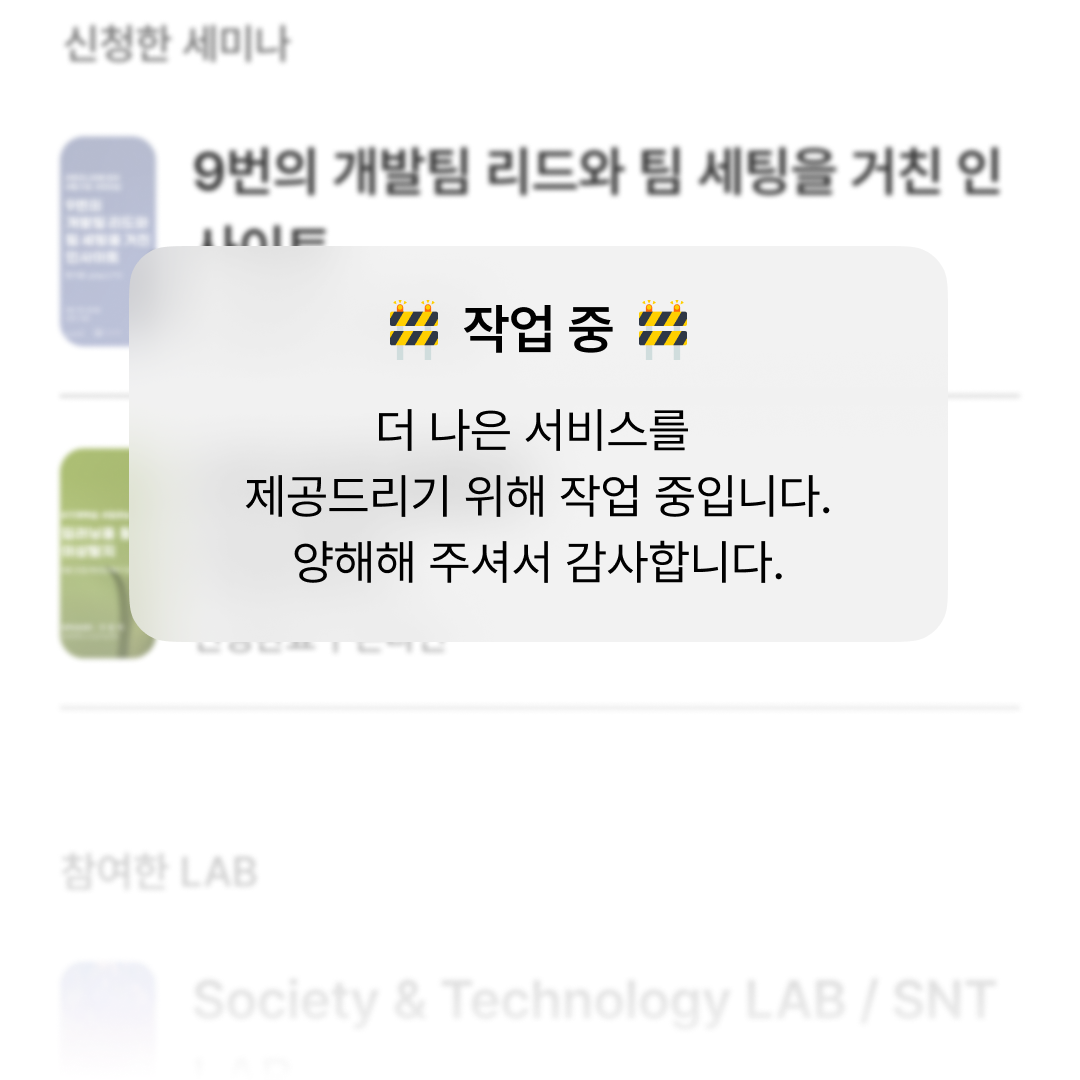 신청한 세미나
9번의 개발팀 리드와 팀 세팅을 거친 인
사이트
🚧 작업 중 🚧
더 나은 서비스를
제공드리기 위해 작업 중입니다.
양해해 주셔서 감사합니다.
참여한 LAB
Society & Technology LAB / SNT
LAB